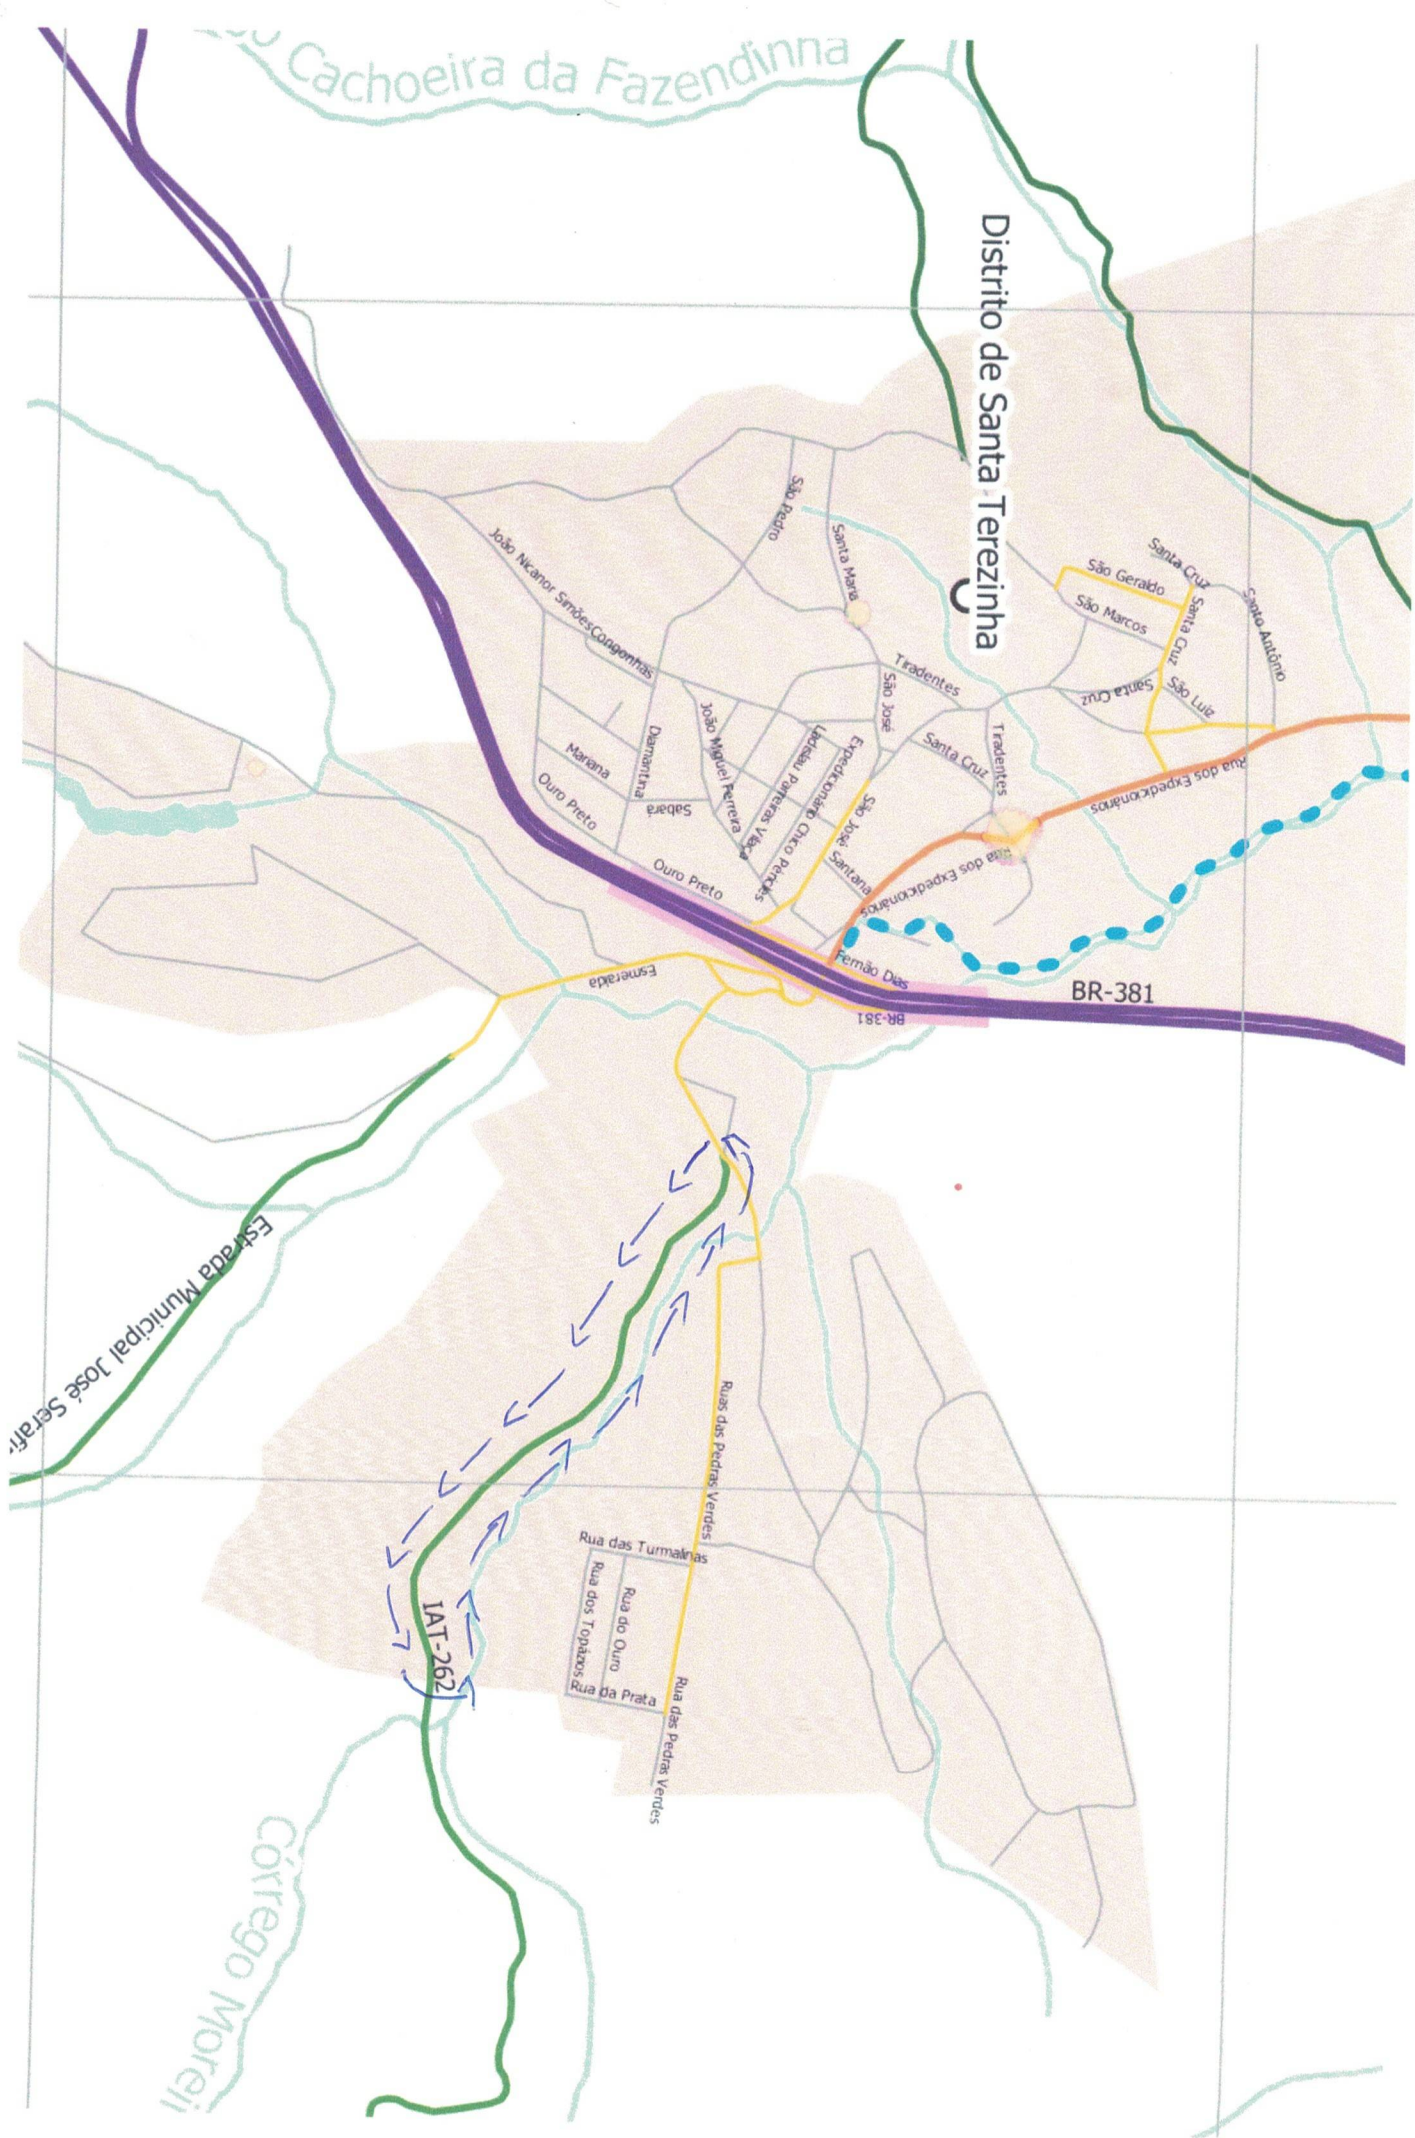 Cachoeira da Fazendinha
Distrito de Santa Terezinha
São Pedro
Santa Maria
João Nicanor Simões
Congonhas
Santa Cruz
São Geraldo
São Marcos
Santa Cruz
Santo Antônio
Santa Cruz
São Luiz
Tiradentes
São José
Tiradentes
Santa Cruz
Diamantina
João Miguel Ferreira
Ladislau Parreiras Vilaça
Expedicionário Chico Pericles
Mariana
Ouro Preto
Sabará
São José
Santana
Rua dos Expedicionários
Rua dos Expedicionários
Ouro Preto
Fernão Dias
BR-381
BR-381
Esmeralda
Estrada Municipal José Serafi
Ruas das Pedras Verdes
Rua das Turmalinas
Rua dos Topázios
Rua do Ouro
Rua da Prata
Rua das Pedras Verdes
IAT-262
Córrego Morei